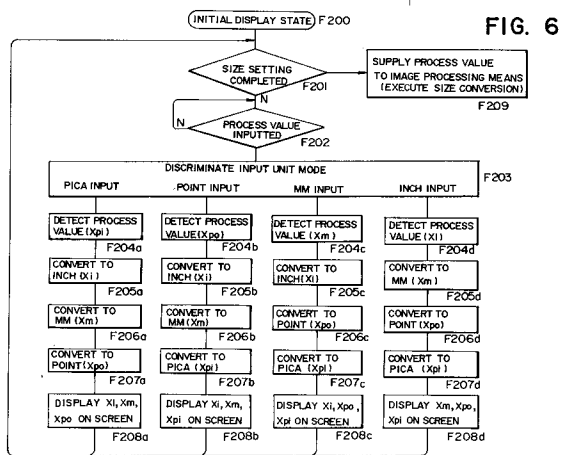 FIG. 6
INITIAL DISPLAY STATE
F200
SIZE SETTING
COMPLETED
F201
SUPPLY PROCESS VALUE
TO IMAGE PROCESSING MEANS
(EXECUTE SIZE CONVERSION)
F209
N
N
PROCESS VALUE
INPUTTED
F202
DISCRIMINATE INPUT UNIT MODE
F203
PICA INPUT
POINT INPUT
MM INPUT
INCH INPUT
DETECT PROCESS
VALUE (Xpi)
F204a
DETECT PROCESS
VALUE (Xpo)
F204b
DETECT PROCESS
VALUE (Xm)
F204c
DETECT PROCESS
VALUE (XI)
F204d
CONVERT TO
INCH (Xi)
F205a
CONVERT TO
INCH (Xi)
F205b
CONVERT TO
INCH (Xi)
F205c
CONVERT TO
MM (Xm)
F205d
CONVERT TO
MM (Xm)
F206a
CONVERT TO
MM (Xm)
F206b
CONVERT TO
POINT (Xpo)
F206c
CONVERT TO
POINT (Xpo)
F206d
CONVERT TO
POINT (Xpo)
F207a
CONVERT TO
PICA (Xpi)
F207b
CONVERT TO
PICA (Xpi)
F207c
CONVERT TO
PICA (Xpi)
F207d
DISPLAY Xi, Xm,
Xpo ON SCREEN
F208a
DISPLAY Xi, Xm,
Xpi ON SCREEN
F208b
DISPLAY Xi, Xpo,
Xpi ON SCREEN
F208c
DISPLAY Xm, Xpo,
Xpi ON SCREEN
F208d